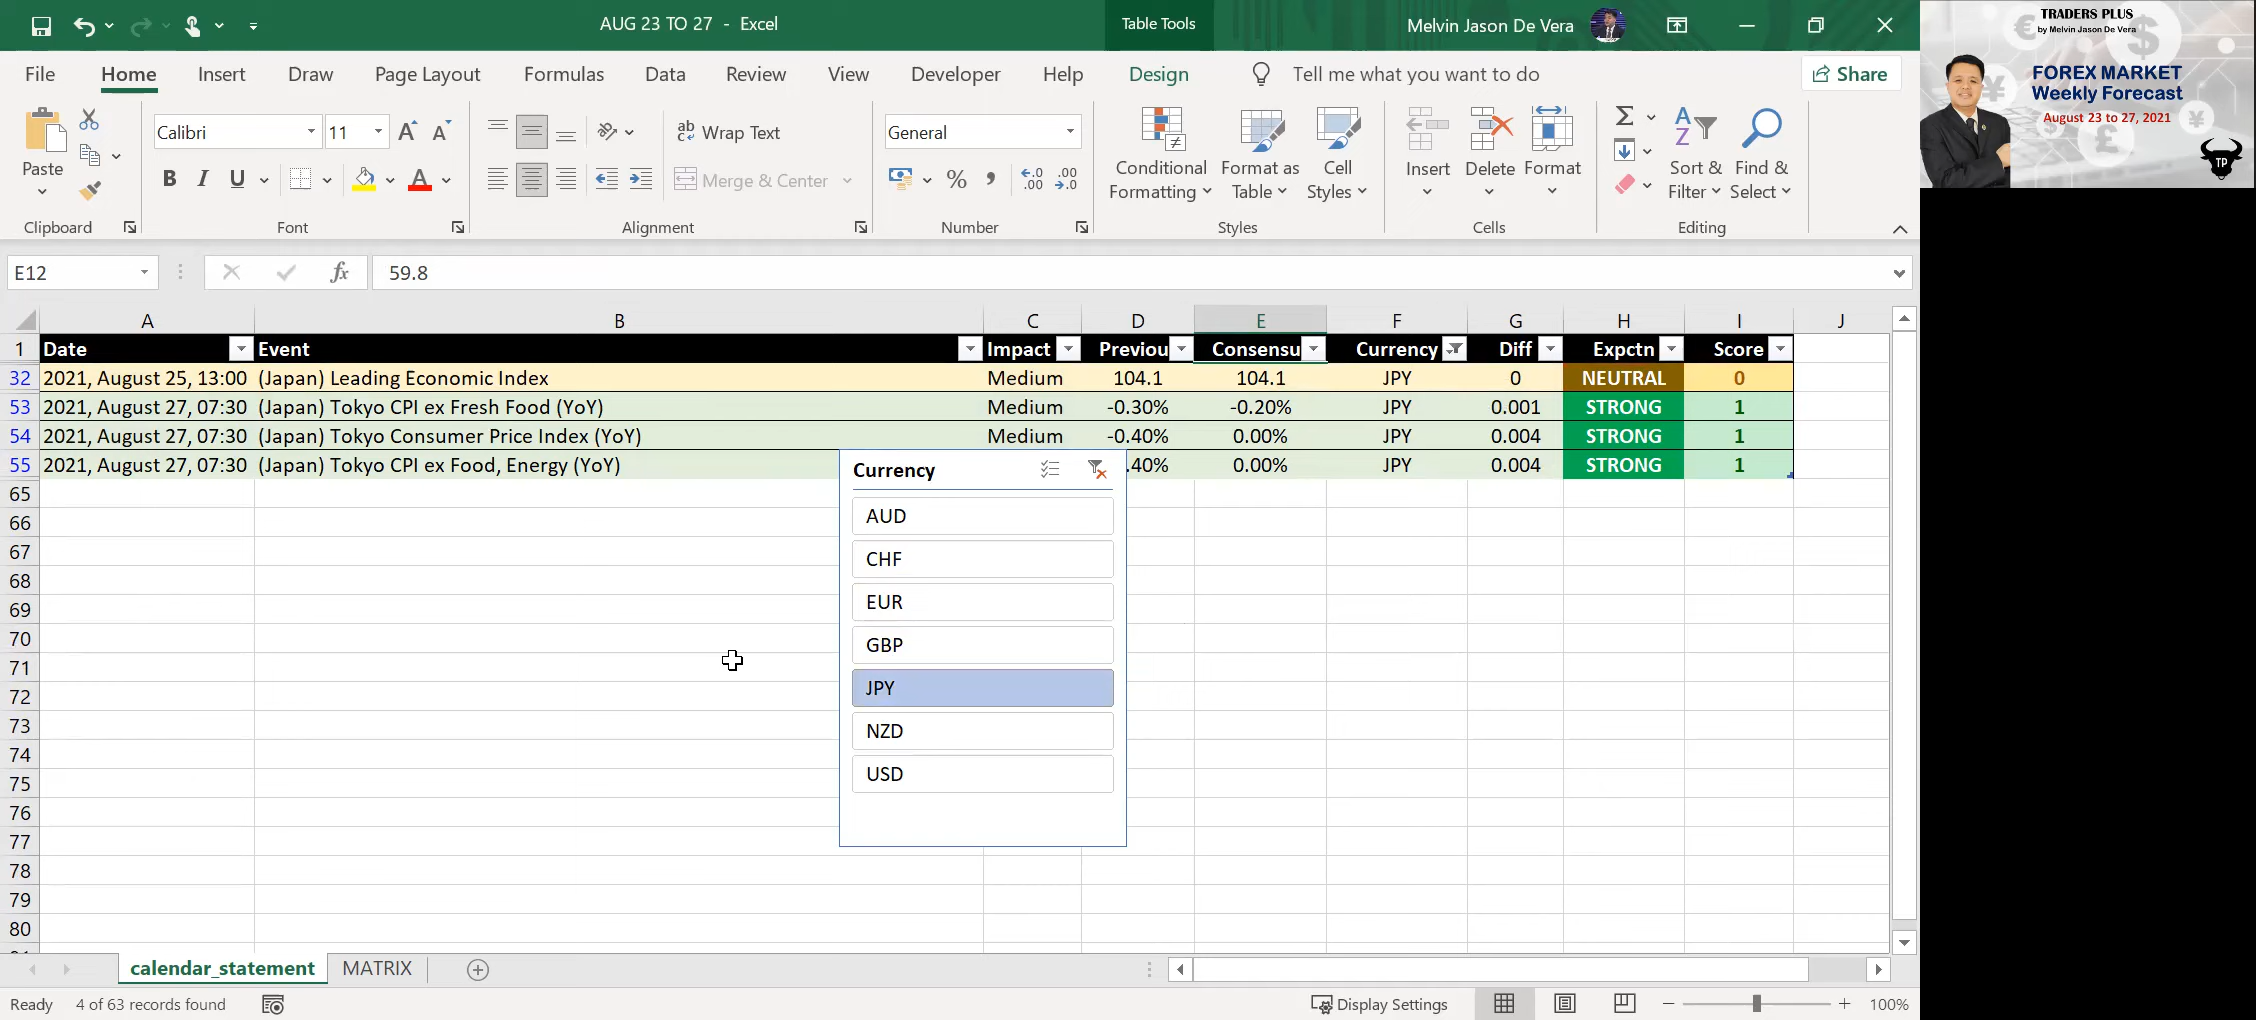 AUG 23 TO 27 - Excel
Table Tools
Melvin Jason De Vera
File Home Insert Draw Page Layout Formulas Data Review View Developer Help Design Tell me what you want to do Share
Paste
Clipboard
Calibri 11
B I U A
Font
ab Wrap Text
Merge & Center
Alignment
General
% , .0 .00 .00 .0
Number
Conditional Formatting
Format as Table
Cell Styles
Styles
Insert Delete Format
Cells
Sort & Filter
Find & Select
Editing
E12 fx 59.8
A B C D E F G H I J
1 Date Event Impact Previou Consensu Currency Diff Expctn Score
32 2021, August 25, 13:00 (Japan) Leading Economic Index Medium 104.1 104.1 JPY 0 NEUTRAL 0
53 2021, August 27, 07:30 (Japan) Tokyo CPI ex Fresh Food (YoY) Medium -0.30% -0.20% JPY 0.001 STRONG 1
54 2021, August 27, 07:30 (Japan) Tokyo Consumer Price Index (YoY) Medium -0.40% 0.00% JPY 0.004 STRONG 1
55 2021, August 27, 07:30 (Japan) Tokyo CPI ex Food, Energy (YoY) .40% 0.00% JPY 0.004 STRONG 1
65
66
67
68
69
70
71
72
73
74
75
76
77
78
79
80
Currency
AUD
CHF
EUR
GBP
JPY
NZD
USD
calendar_statement MATRIX
Ready 4 of 63 records found Display Settings 100%
TRADERS PLUS
by Melvin Jason De Vera
FOREX MARKET
Weekly Forecast
August 23 to 27, 2021
TP